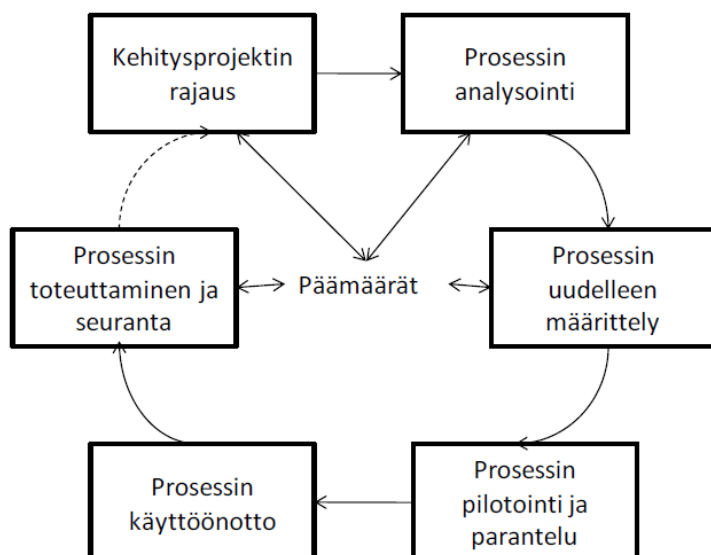 Kehitysprojektin
rajaus
Prosessin
analysointi
Prosessin
toteuttaminen ja
seuranta
Päämäärät
Prosessin
uudelleen
määrittely
Prosessin
käyttöönotto
Prosessin
pilotointi ja
parantelu